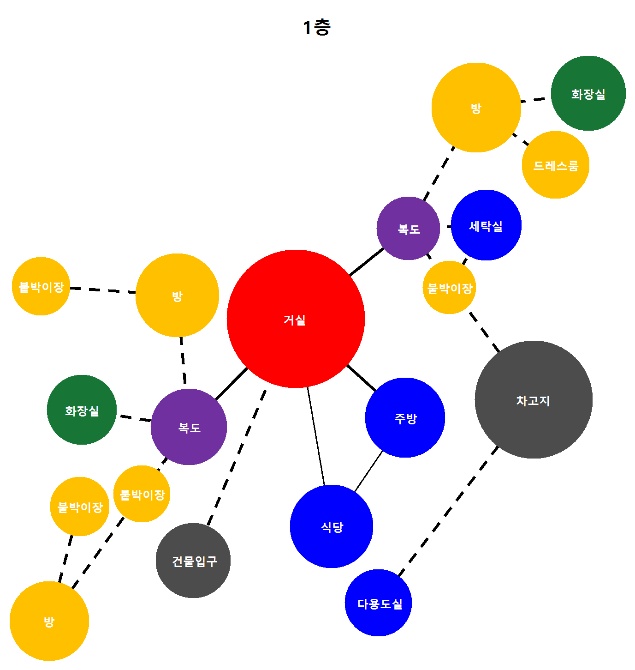 1층
방
화장실
드레스룸
복도
세탁실
붙박이장
붙박이장
방
거실
차고지
화장실
복도
주방
붙박이장
붙박이장
식당
건물입구
다용도실
방